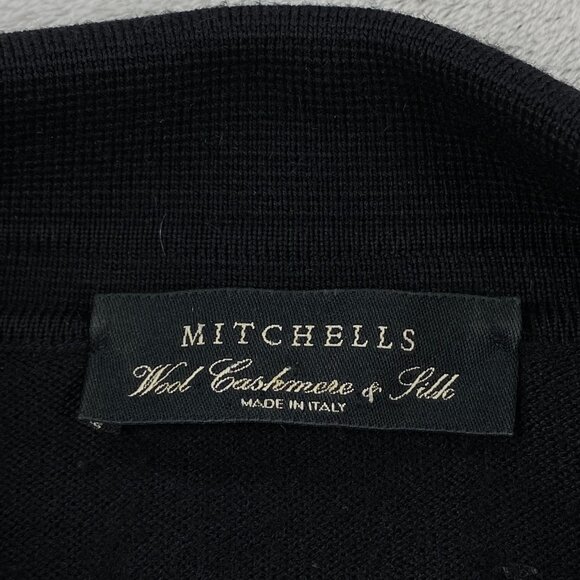 MITCHELLS
Wool Cashmere & Silk
MADE IN ITALY